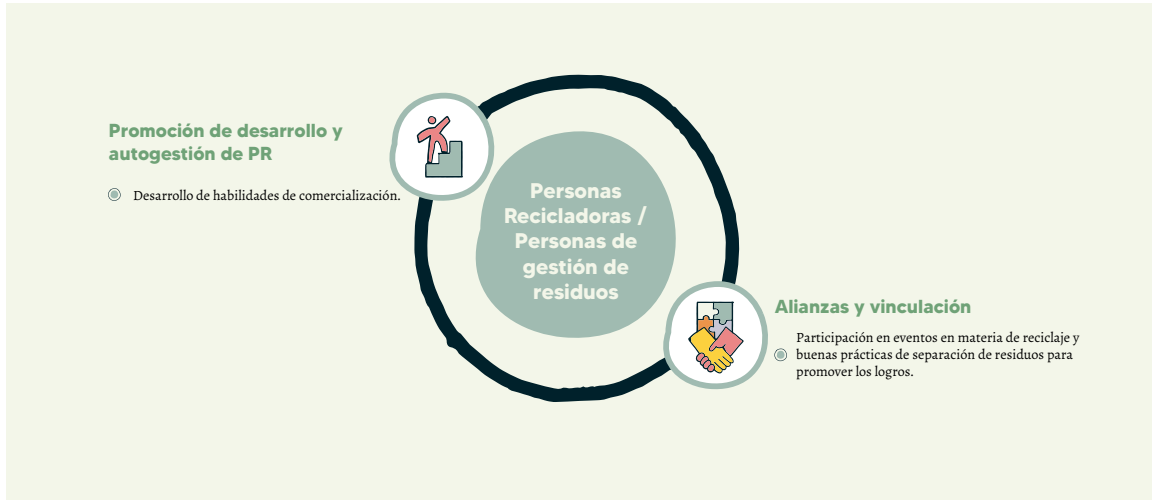 Promoción de desarrollo y
autogestión de PR
Desarrollo de habilidades de comercialización.
Personas
Recicladoras /
Personas de
gestión de
residuos
Alianzas y vinculación
Participación en eventos en materia de reciclaje y
buenas prácticas de separación de residuos para
promover los logros.